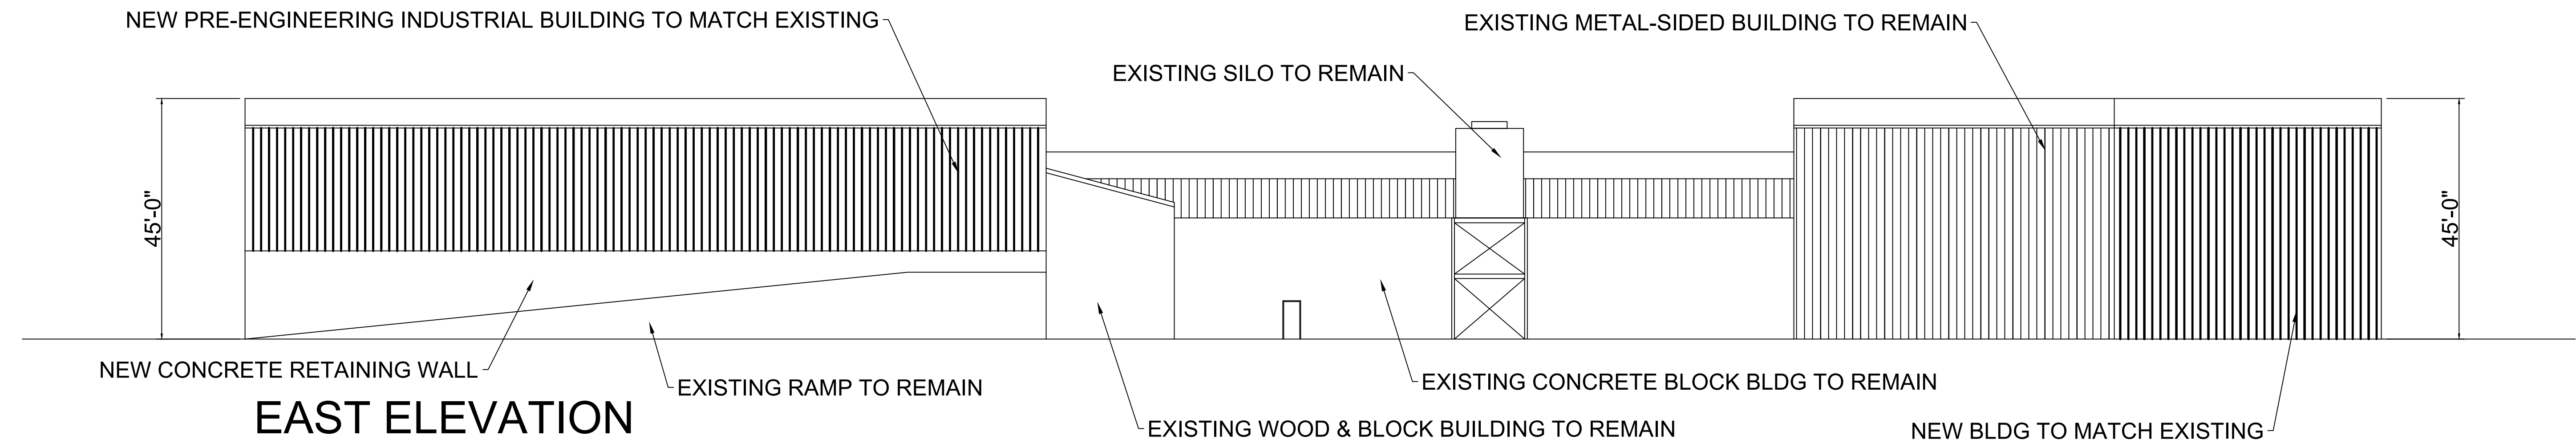 NEW PRE-ENGINEERING INDUSTRIAL BUILDING TO MATCH EXISTING
EXISTING METAL-SIDED BUILDING TO REMAIN
EXISTING SILO TO REMAIN
45'-0"
45'-0"
NEW CONCRETE RETAINING WALL
EXISTING RAMP TO REMAIN
EXISTING CONCRETE BLOCK BLDG TO REMAIN
EAST ELEVATION
EXISTING WOOD & BLOCK BUILDING TO REMAIN
NEW BLDG TO MATCH EXISTING